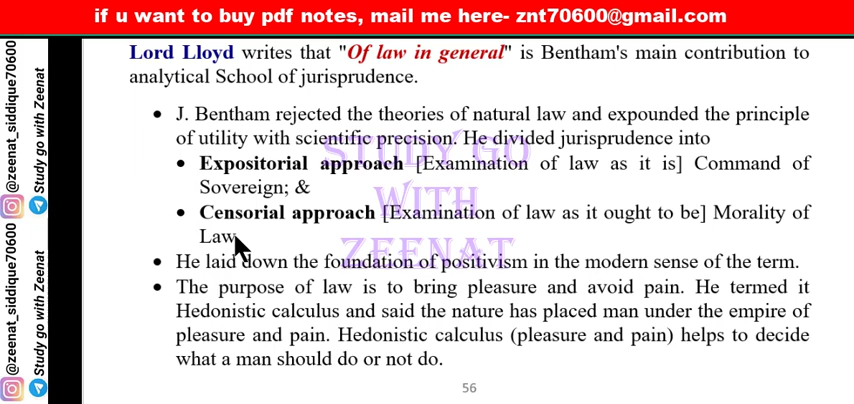 if u want to buy pdf notes, mail me here- znt70600@gmail.com
Lord Lloyd writes that "Of law in general" is Bentham's main contribution to
analytical School of jurisprudence.
• J. Bentham rejected the theories of natural law and expounded the principle
of utility with scientific precision. He divided jurisprudence into
• Expositorial approach [Examination of law as it is] Command of
Sovereign; &
• Censorial approach [Examination of law as it ought to be] Morality of
Law.
• He laid down the foundation of positivism in the modern sense of the term.
• The purpose of law is to bring pleasure and avoid pain. He termed it
Hedonistic calculus and said the nature has placed man under the empire of
pleasure and pain. Hedonistic calculus (pleasure and pain) helps to decide
what a man should do or not do.
56
STUDY GO
WITH
ZEENAT
@zeenat_siddique70600
Study go with Zeenat
@zeenat_siddique70600
Study go with Zeenat